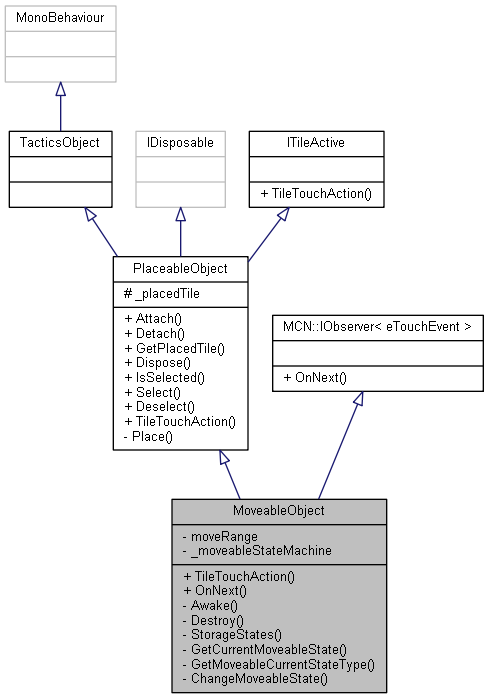 MonoBehaviour
TacticsObject
IDisposable
ITileActive
+ TileTouchAction()
PlaceableObject
# _placedTile
+ Attach()
+ Detach()
+ GetPlacedTile()
+ Dispose()
+ IsSelected()
+ Select()
+ Deselect()
+ TileTouchAction()
- Place()
MCN::IObserver< eTouchEvent >
+ OnNext()
MoveableObject
- moveRange
- _moveableStateMachine
+ TileTouchAction()
+ OnNext()
- Awake()
- Destroy()
- StorageStates()
- GetCurrentMoveableState()
- GetMoveableCurrentStateType()
- ChangeMoveableState()